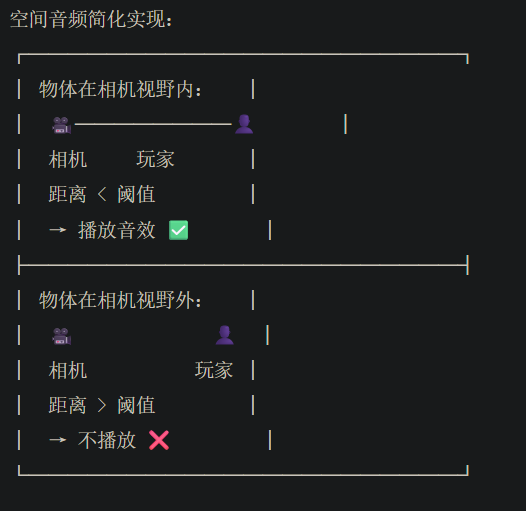 空间音频简化实现：
物体在相机视野内：
相机 玩家
距离 < 阈值
→ 播放音效 ✅
物体在相机视野外：
相机 玩家
距离 > 阈值
→ 不播放 ❌